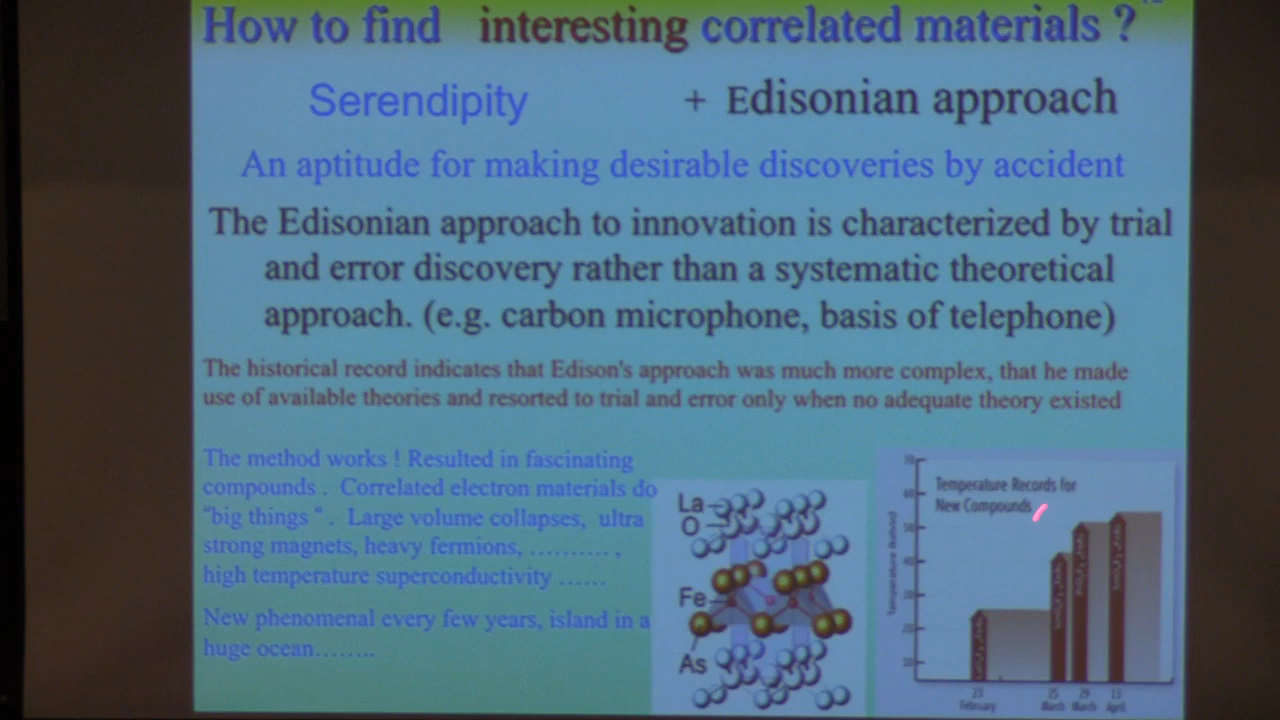 How to find interesting correlated materials ?
Serendipity + Edisonian approach
An aptitude for making desirable discoveries by accident
The Edisonian approach to innovation is characterized by trial
and error discovery rather than a systematic theoretical
approach. (e.g. carbon microphone, basis of telephone)
The historical record indicates that Edison's approach was much more complex, that he made
use of available theories and resorted to trial and error only when no adequate theory existed
The method works ! Resulted in fascinating
compounds . Correlated electron materials do
"big things " . Large volume collapses, ultra
strong magnets, heavy fermions, .......... ,
high temperature superconductivity ......
New phenomenal every few years, island in a
huge ocean........
La
O
Fe
As
Temperature Records for
New Compounds
Temperature (Kelvin)
70
60
50
40
30
20
10
23 25 29 13
February March March April